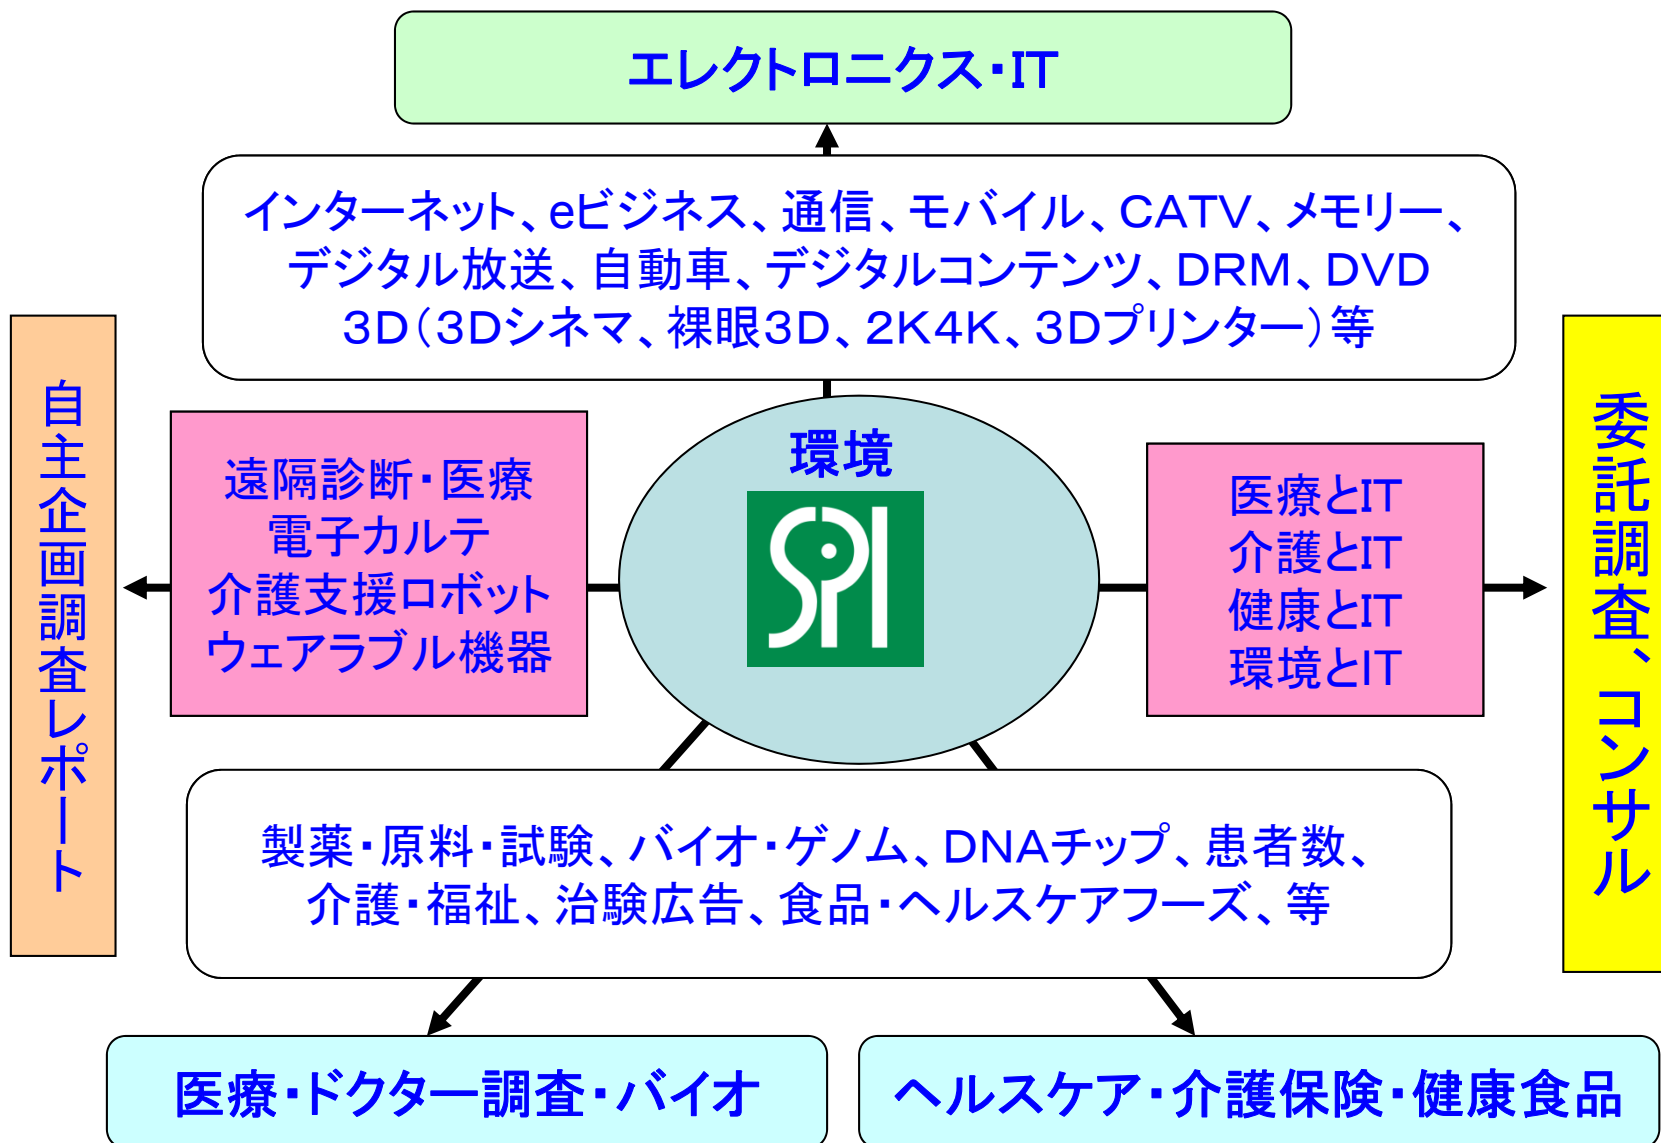 エレクトロニクス・IT
インターネット、eビジネス、通信、モバイル、CATV、メモリー、
デジタル放送、自動車、デジタルコンテンツ、DRM、DVD
3D(3Dシネマ、裸眼3D、2K4K、3Dプリンター)等
自主企画調査レポート
遠隔診断・医療
電子カルテ
介護支援ロボット
ウェアラブル機器
環境
SPI
医療とIT
介護とIT
健康とIT
環境とIT
委託調査、コンサル
製薬・原料・試験、バイオ・ゲノム、DNAチップ、患者数、
介護・福祉、治験広告、食品・ヘルスケアフーズ、等
医療・ドクター調査・バイオ
ヘルスケア・介護保険・健康食品